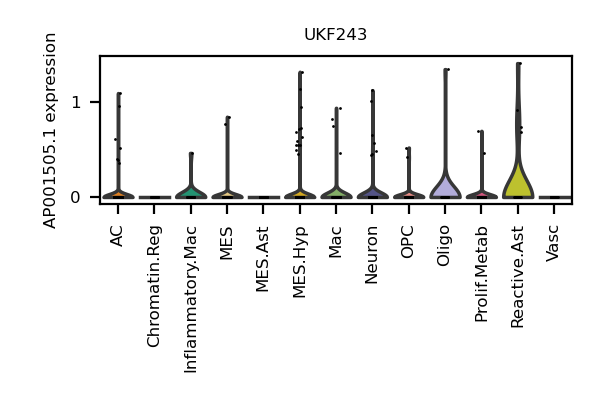 UKF243
AP001505.1 expression
1
0
AC
Chromatin.Reg
Inflammatory.Mac
MES
MES.Ast
MES.Hyp
Mac
Neuron
OPC
Oligo
Prolif.Metab
Reactive.Ast
Vasc